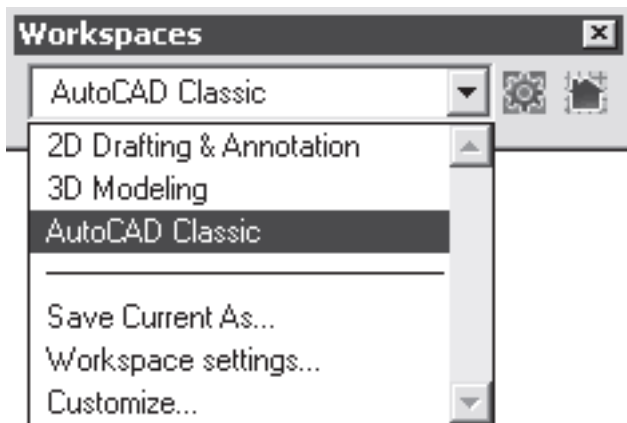 Workspaces
AutoCAD Classic
2D Drafting & Annotation
3D Modeling
AutoCAD Classic
Save Current As...
Workspace settings...
Customize...